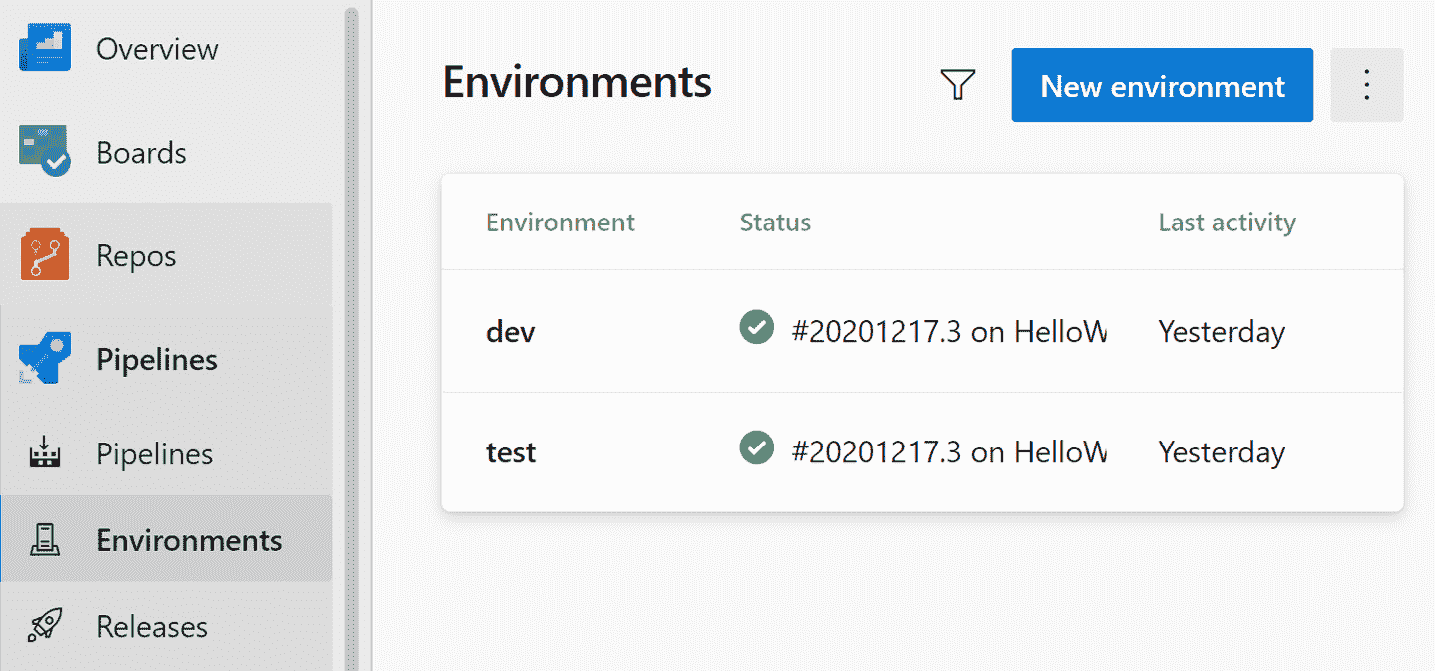 Overview
Boards
Repos
Pipelines
Pipelines
Environments
Releases
Environments
New environment
Environment Status Last activity
dev #20201217.3 on HelloW Yesterday
test #20201217.3 on HelloW Yesterday